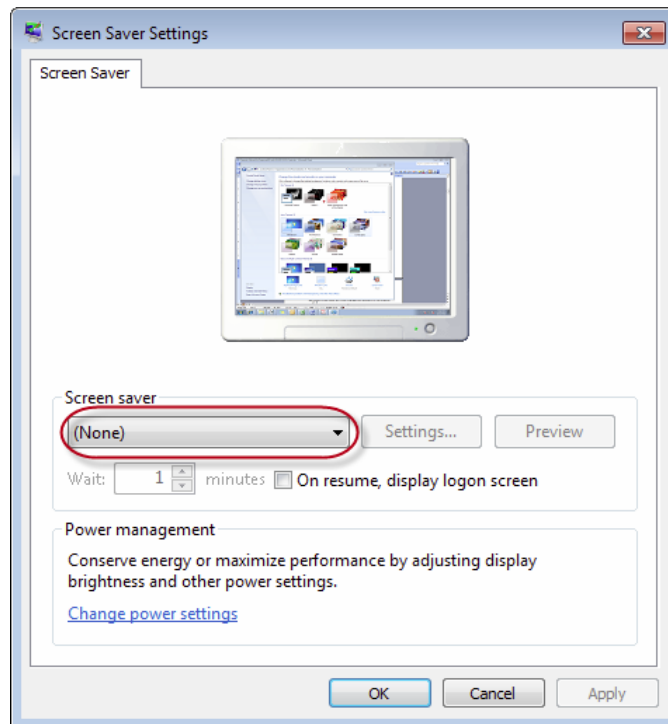 Screen Saver Settings
Screen Saver
Screen saver
(None)
Settings...
Preview
Wait:
1
minutes
On resume, display logon screen
Power management
Conserve energy or maximize performance by adjusting display
brightness and other power settings.
Change power settings
OK
Cancel
Apply